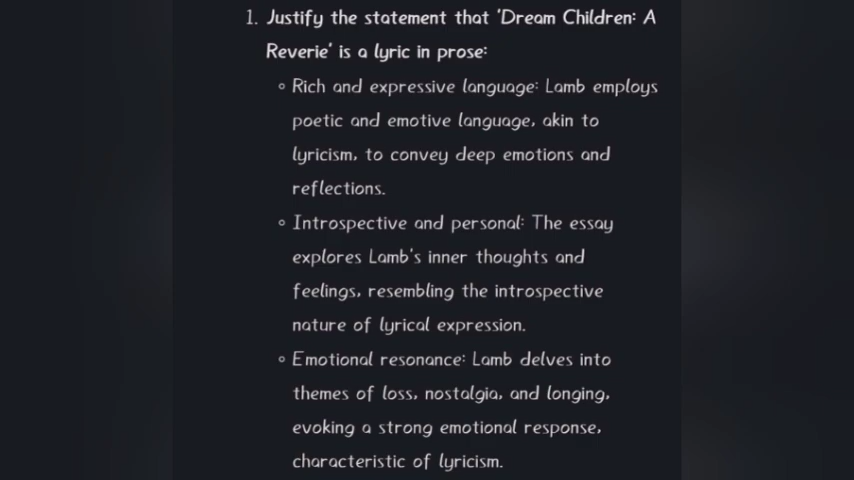 1. Justify the statement that 'Dream Children: A
Reverie' is a lyric in prose:
◦ Rich and expressive language: Lamb employs
poetic and emotive language, akin to
lyricism, to convey deep emotions and
reflections.
◦ Introspective and personal: The essay
explores Lamb's inner thoughts and
feelings, resembling the introspective
nature of lyrical expression.
◦ Emotional resonance: Lamb delves into
themes of loss, nostalgia, and longing,
evoking a strong emotional response,
characteristic of lyricism.